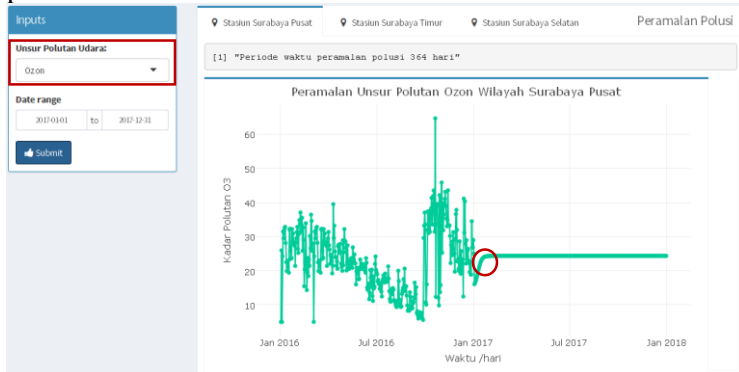 Inputs
Unsur Polutan Udara:
Ozon
Date range
2017-01-01 to 2017-12-31
Submit
Stasiun Surabaya Pusat Stasiun Surabaya Timur Stasiun Surabaya Selatan Peramalan Polusi
[1] "Periode waktu peramalan polusi 364 hari"
Peramalan Unsur Polutan Ozon Wilayah Surabaya Pusat
Kadar Polutan O3
60
50
40
30
20
10
Jan 2016 Jul 2016 Jan 2017 Jul 2017 Jan 2018
Waktu /hari